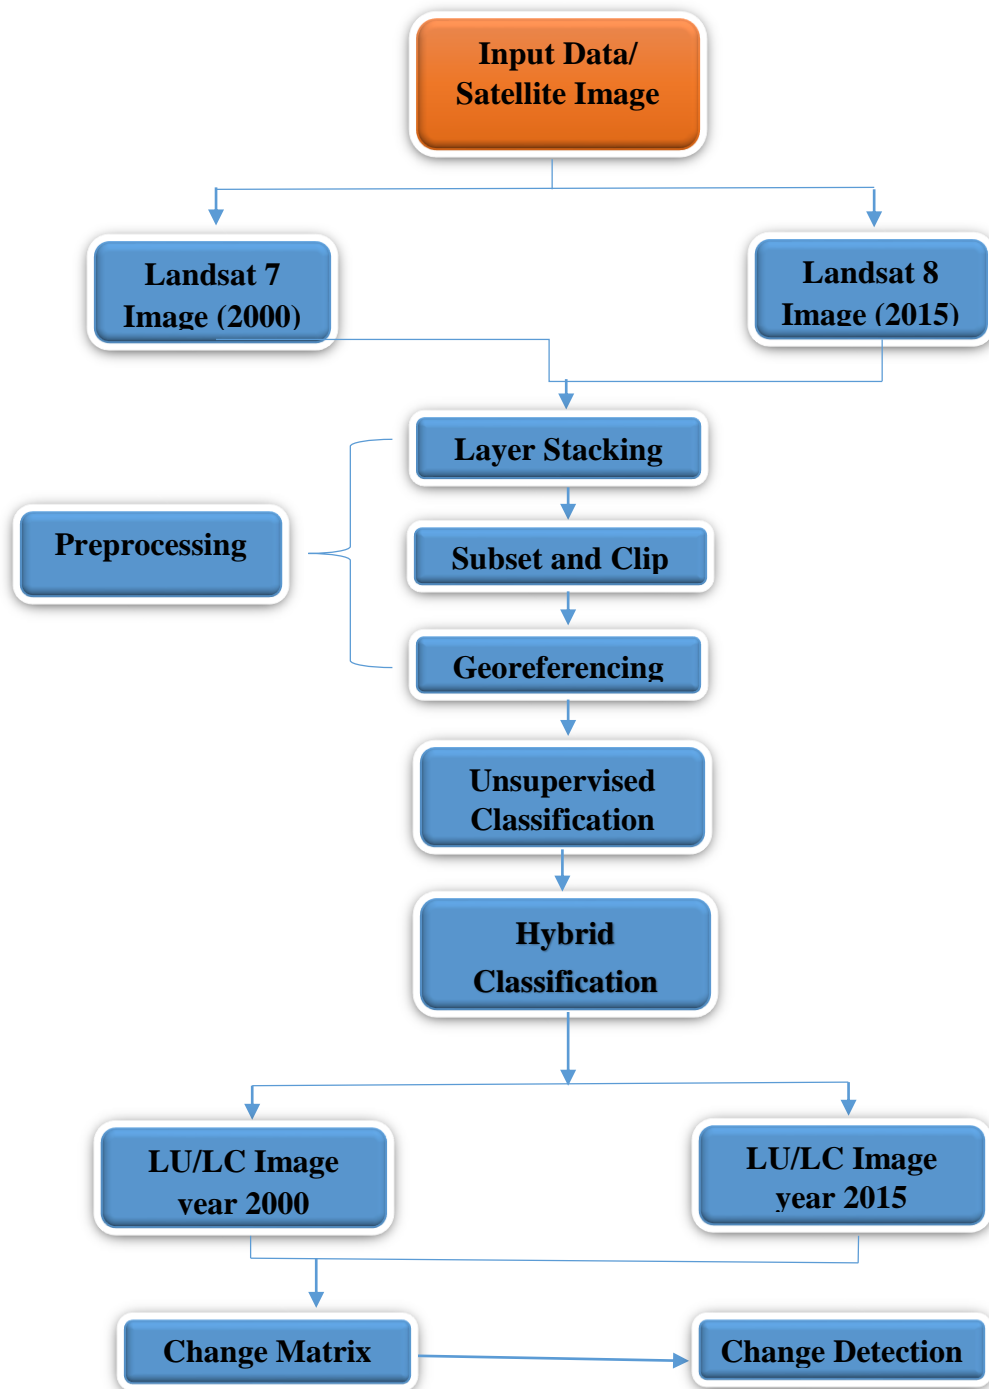 Input Data/
Satellite Image
Landsat 7
Image (2000)
Landsat 8
Image (2015)
Layer Stacking
Preprocessing
Subset and Clip
Georeferencing
Unsupervised
Classification
Hybrid
Classification
LU/LC Image
year 2000
LU/LC Image
year 2015
Change Matrix
Change Detection